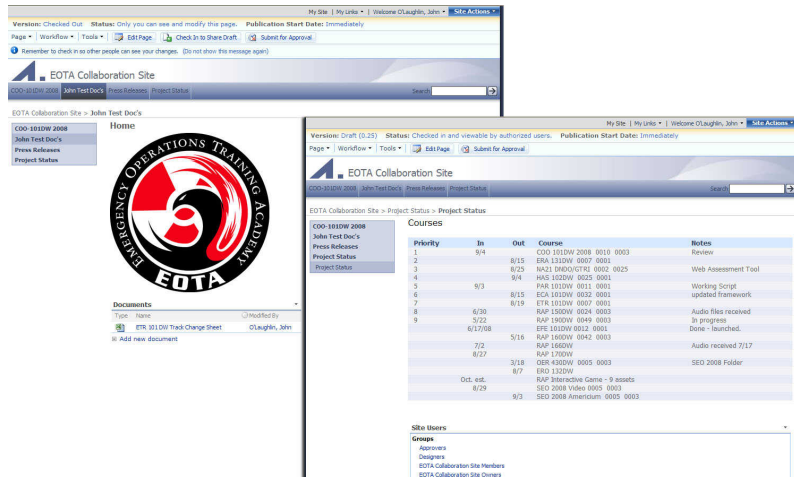 My Site | My Links | Welcome O'Laughlin, John Site Actions
Version: Checked Out Status: Only you can see and modify this page. Publication Start Date: Immediately
Page Workflow Tools Edit Page Check In to Share Draft Submit for Approval
Remember to check in so other people can see your changes. (Do not show this message again)
EOTA Collaboration Site
COO-101DW 2008 John Test Doc's Press Releases Project Status Search
EOTA Collaboration Site > John Test Doc's
COO-101DW 2008
John Test Doc's
Press Releases
Project Status
Home
EMERGENCY OPERATIONS TRAINING ACADEMY
EOTA
Documents
Type Name Modified By
ETR 101 DW Track Change Sheet O'Laughlin, John
Add new document
My Site | My Links | Welcome O'Laughlin, John Site Actions
Version: Draft (0.25) Status: Checked in and viewable by authorized users. Publication Start Date: Immediately
Page Workflow Tools Edit Page Submit for Approval
EOTA Collaboration Site
COO-101DW 2008 John Test Doc's Press Releases Project Status Search
EOTA Collaboration Site > Project Status > Project Status
COO-101DW 2008
John Test Doc's
Press Releases
Project Status
Project Status
Courses
Priority In Out Course Notes
1 9/4 COO 101DW 2008 0010 0003 Review
2 8/15 ERA 131DW 0007 0001
3 8/25 NA21 DNDO/GTRI 0002 0025 Web Assessment Tool
4 9/4 HAS 102DW 0025 0001
5 9/3 PAR 101DW 0011 0001 Working Script
6 8/15 ECA 101DW 0032 0001 updated framework
7 8/19 ETR 101DW 0007 0001
8 6/30 RAP 150DW 0024 0003 Audio files received
9 5/22 RAP 190DW 0049 0003 In progress
6/17/08 EFE 101DW 0012 0001 Done - launched.
5/16 RAP 160DW 0042 0003
7/2 RAP 166DW Audio received 7/17
8/27 RAP 170DW
3/18 OER 430DW 0005 0003 SEO 2008 Folder
8/7 ERO 132DW
Oct. est. RAP Interactive Game - 9 assets
8/29 SEO 2008 Video 0005 0003
9/3 SEO 2008 Americium 0005 0003
Site Users
Groups
Approvers
Designers
EOTA Collaboration Site Members
EOTA Collaboration Site Owners